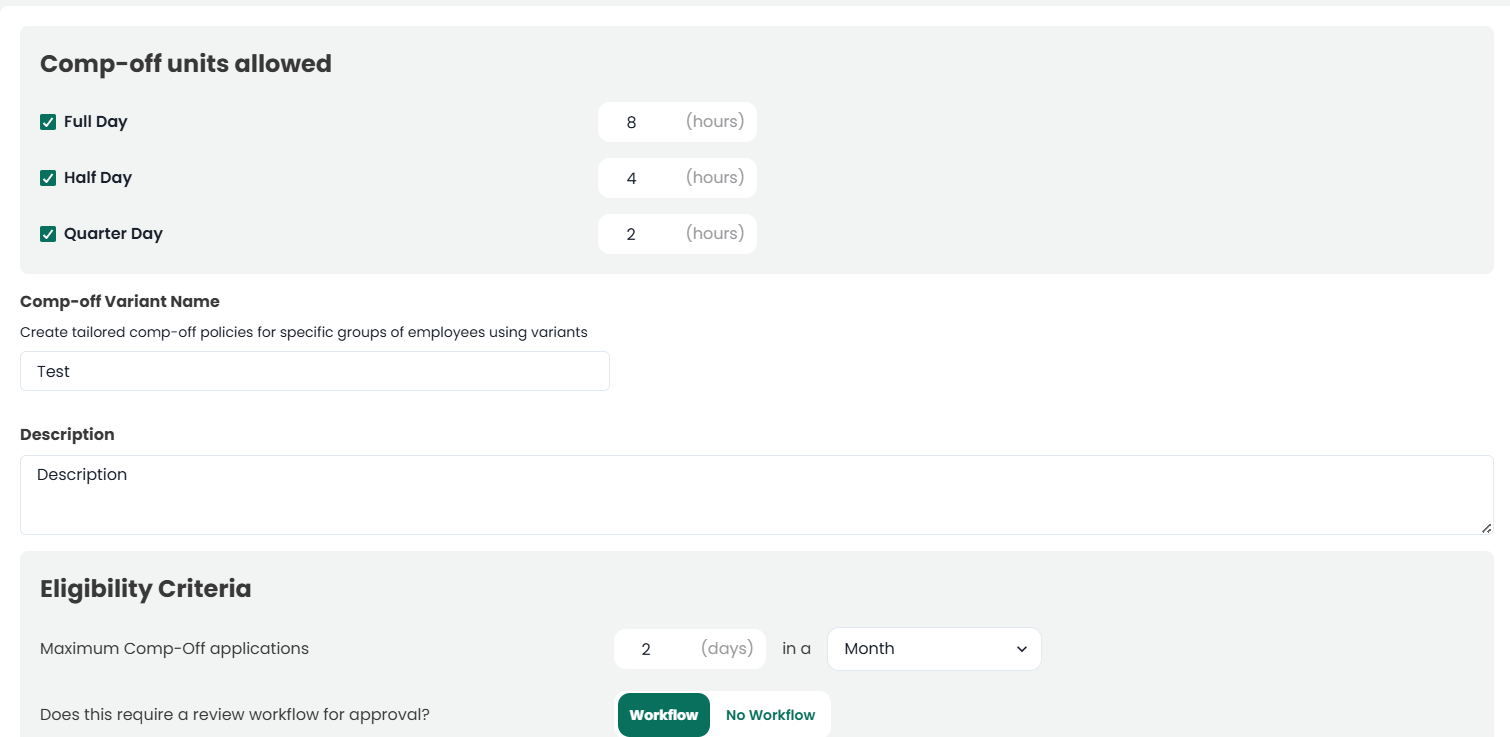 Comp-off units allowed
Full Day 8 (hours)
Half Day 4 (hours)
Quarter Day 2 (hours)
Comp-off Variant Name
Create tailored comp-off policies for specific groups of employees using variants
Test
Description
Description
Eligibility Criteria
Maximum Comp-Off applications 2 (days) in a Month
Does this require a review workflow for approval? Workflow No Workflow